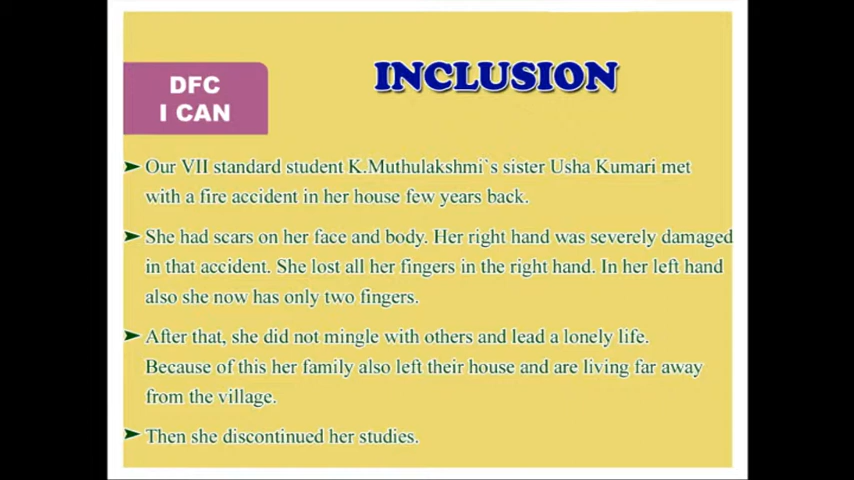 DFC
I CAN
INCLUSION
➢ Our VII standard student K.Muthulakshmi`s sister Usha Kumari met
with a fire accident in her house few years back.
➢ She had scars on her face and body. Her right hand was severely damaged
in that accident. She lost all her fingers in the right hand. In her left hand
also she now has only two fingers.
➢ After that, she did not mingle with others and lead a lonely life.
Because of this her family also left their house and are living far away
from the village.
➢ Then she discontinued her studies.